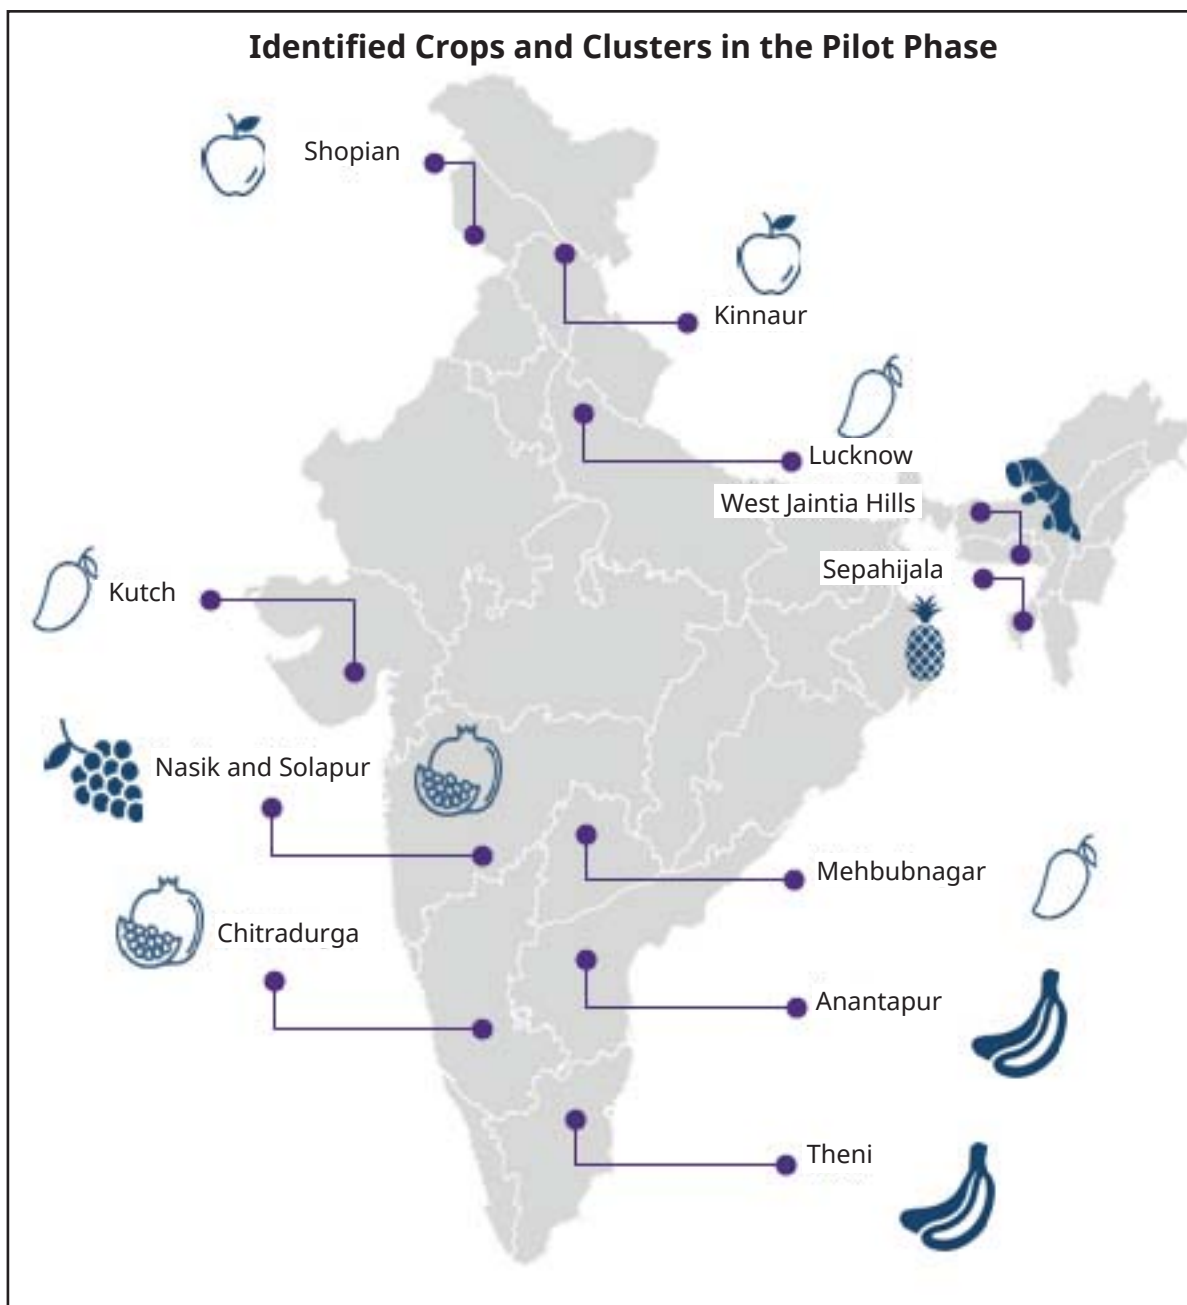 Identified Crops and Clusters in the Pilot Phase
Shopian
Kinnaur
Lucknow
West Jaintia Hills
Sepahijala
Kutch
Nasik and Solapur
Mehbubnagar
Chitradurga
Anantapur
Theni